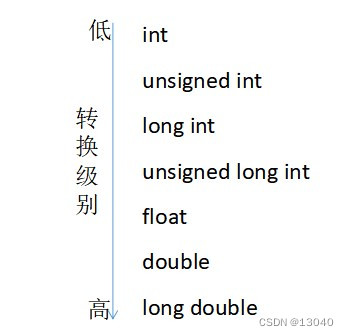 低
转换级别
高
int
unsigned int
long int
unsigned long int
float
double
long double
CSDN @13040